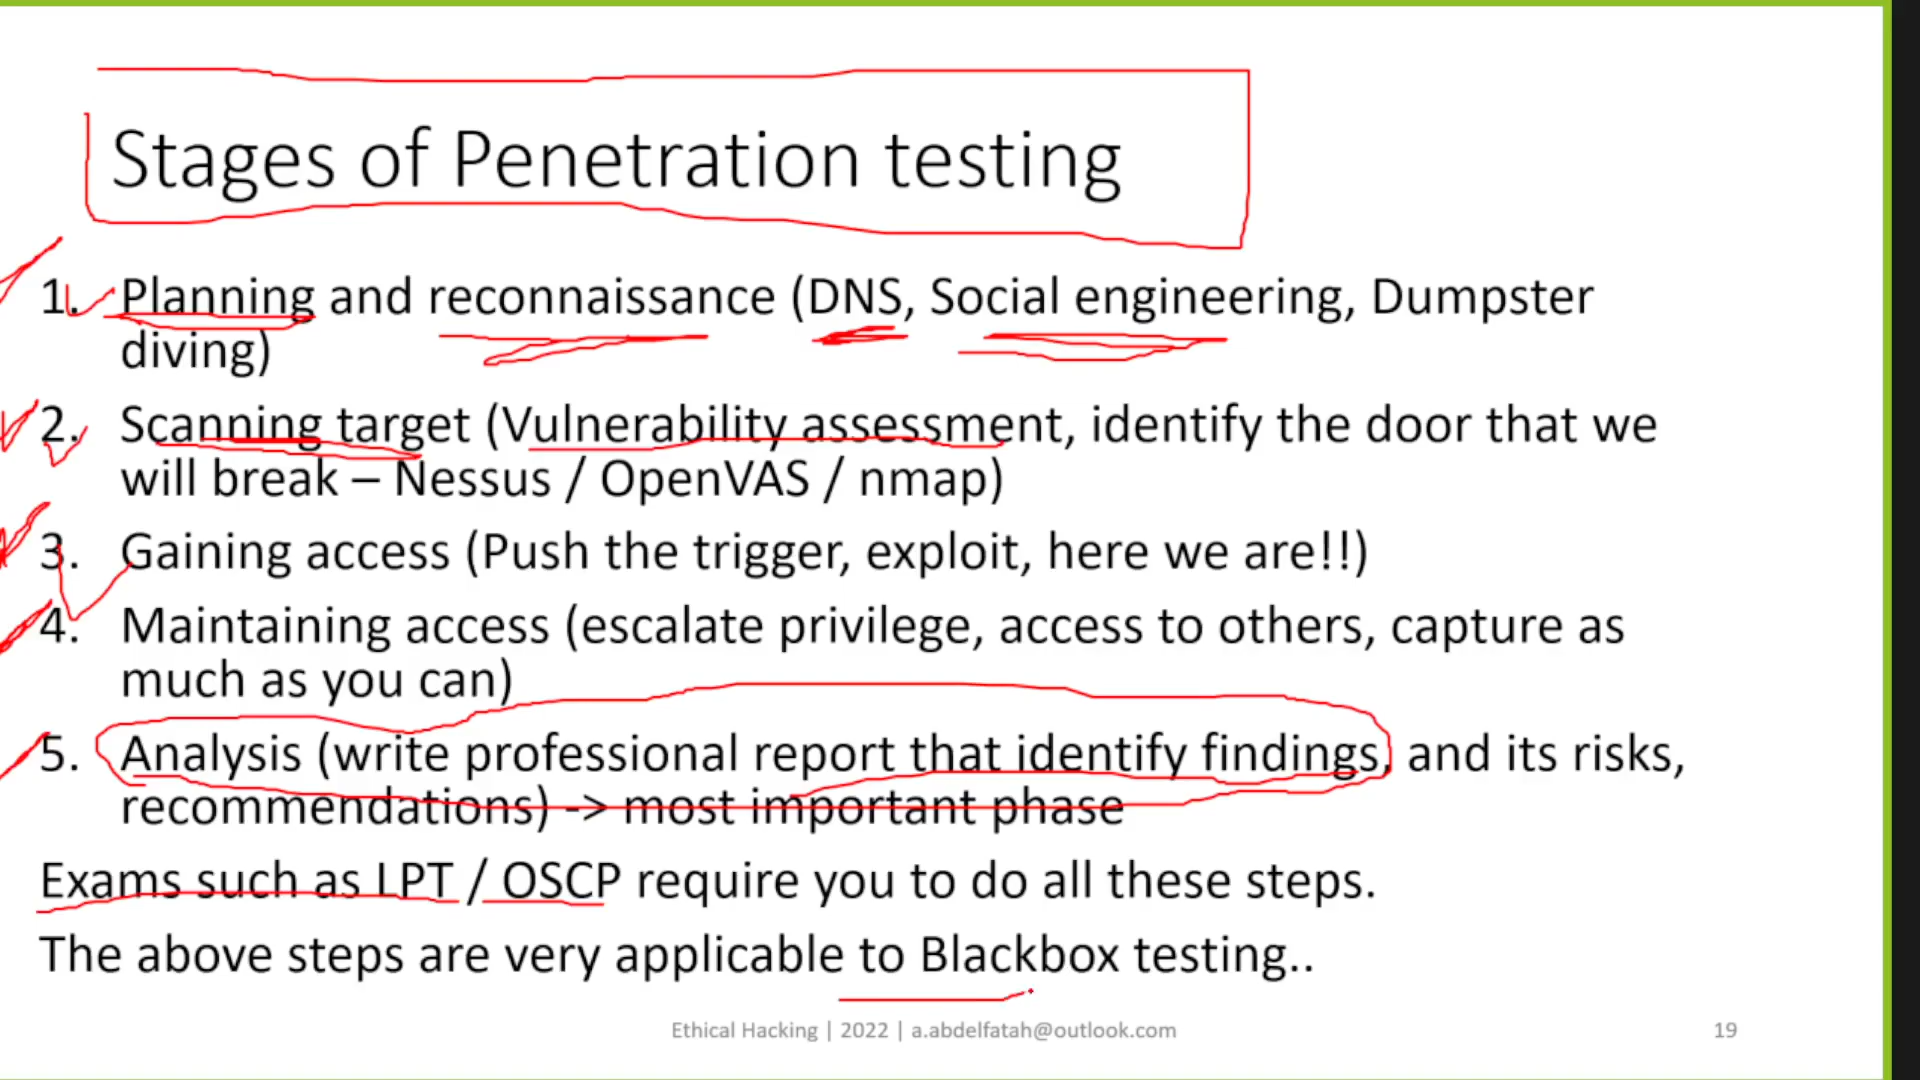 Stages of Penetration testing
1. Planning and reconnaissance (DNS, Social engineering, Dumpster
diving)
2. Scanning target (Vulnerability assessment, identify the door that we
will break – Nessus / OpenVAS / nmap)
3. Gaining access (Push the trigger, exploit, here we are!!)
4. Maintaining access (escalate privilege, access to others, capture as
much as you can)
5. Analysis (write professional report that identify findings, and its risks,
recommendations) -> most important phase
Exams such as LPT / OSCP require you to do all these steps.
The above steps are very applicable to Blackbox testing..
Ethical Hacking | 2022 | a.abdelfatah@outlook.com
19